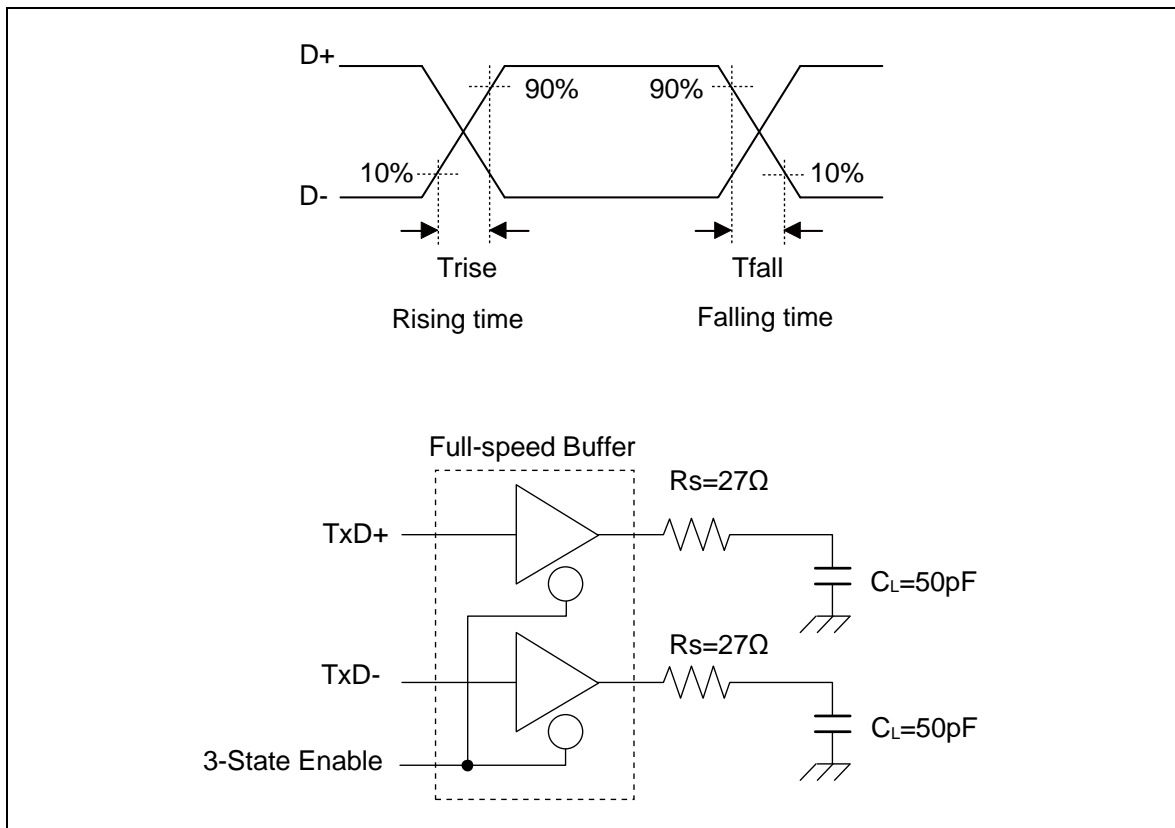 D+
90% 90%
10% 10%
D-
Trise Tfall
Rising time Falling time
Full-speed Buffer
Rs=27Ω
TxD+
CL=50pF
Rs=27Ω
TxD-
CL=50pF
3-State Enable